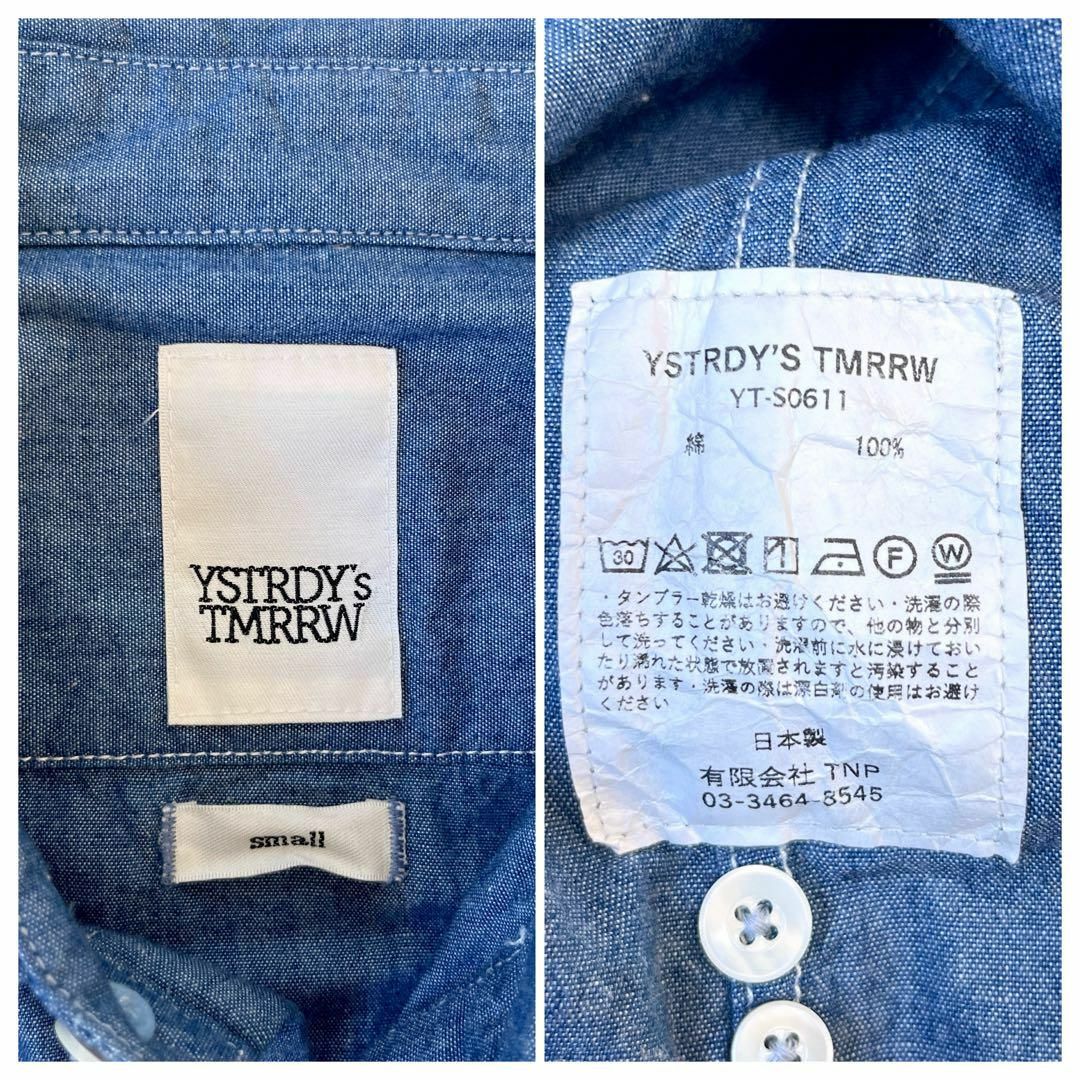 YSTRDY's
TMRRW
small
YSTRDY'S TMRRW
YT-S0611
綿 100%
30 F W
・タンブラー乾燥はお避けください・洗濯の際
色落ちすることがありますので、他の物と分別
して洗ってください・洗濯前に水に浸けておい
たり濡れた状態で放置されますと汚染すること
があります・洗濯の際は漂白剤の使用はお避け
ください
日本製
有限会社 TNP
03-3464-8545